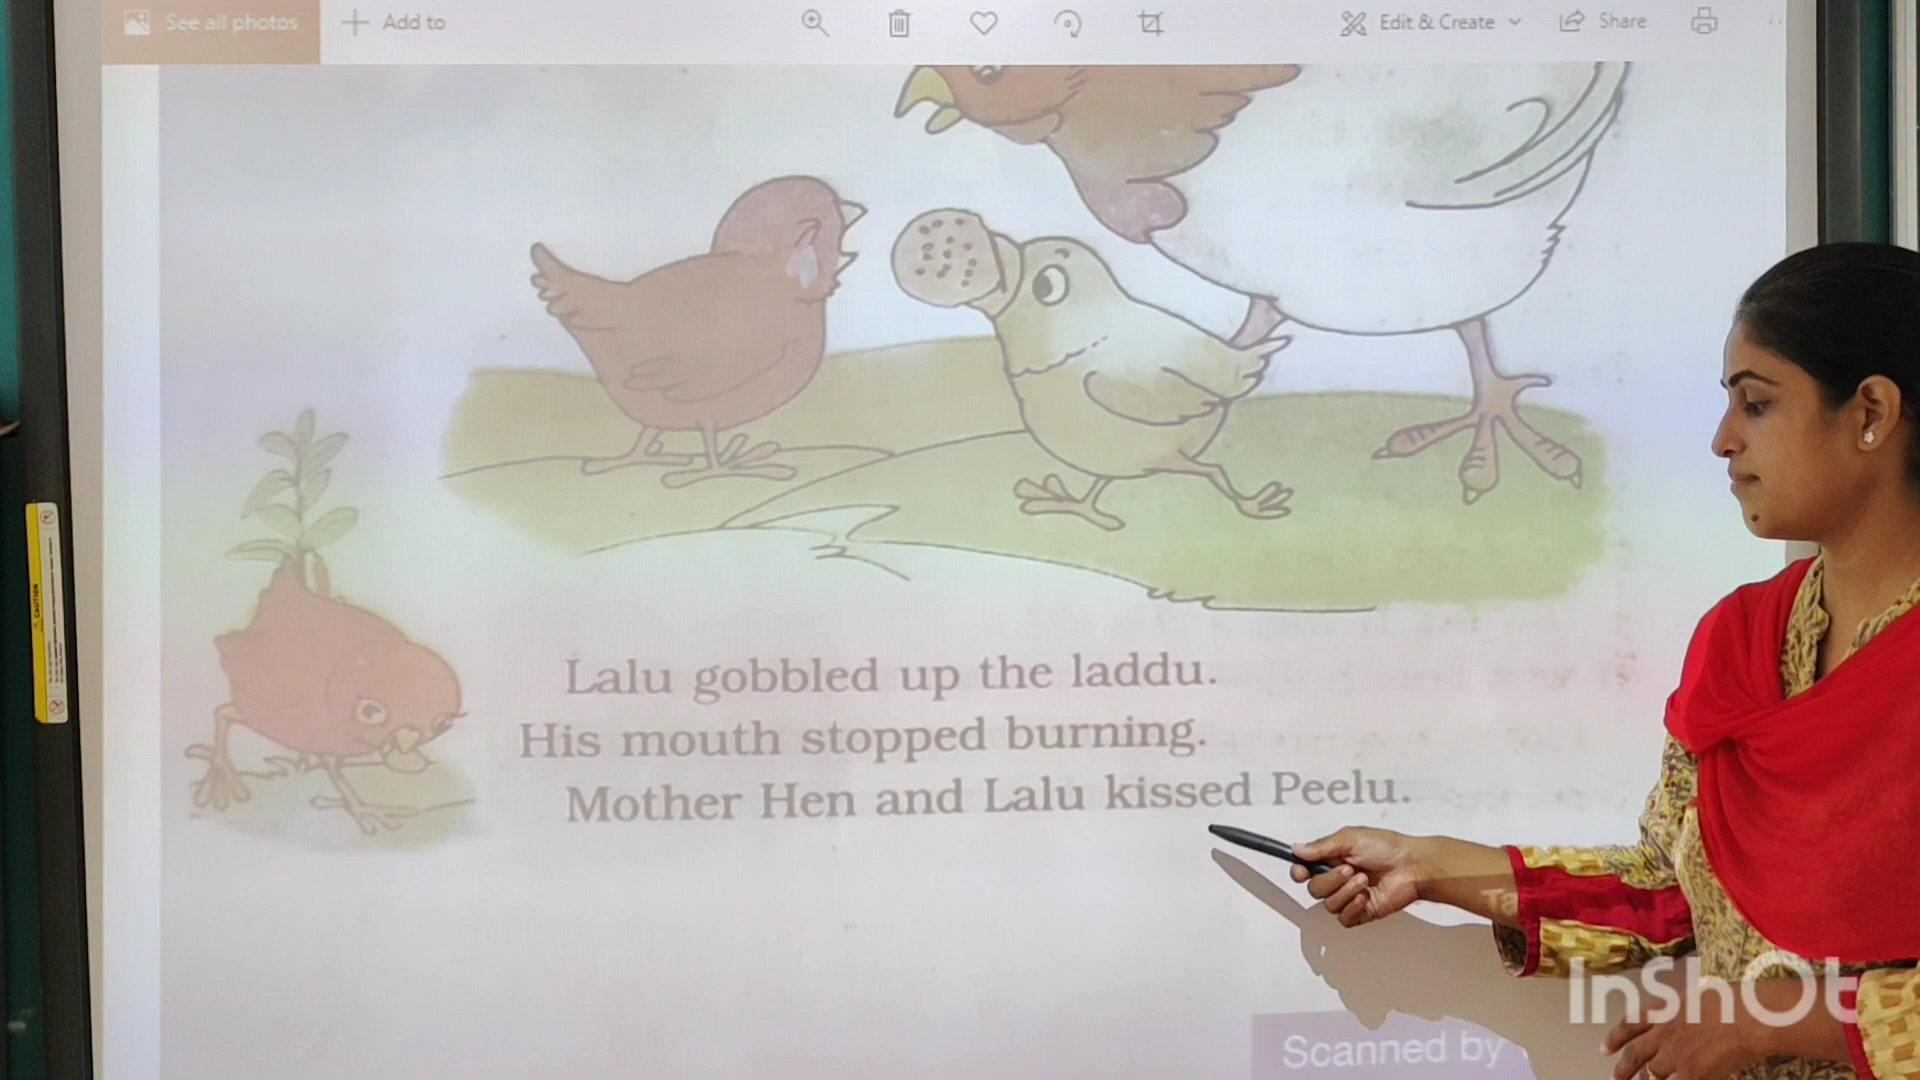 See all photos
Add to
Edit & Create
Share
Lalu gobbled up the laddu.
His mouth stopped burning.
Mother Hen and Lalu kissed Peelu.
CAUTION
InShOt
Scanned by